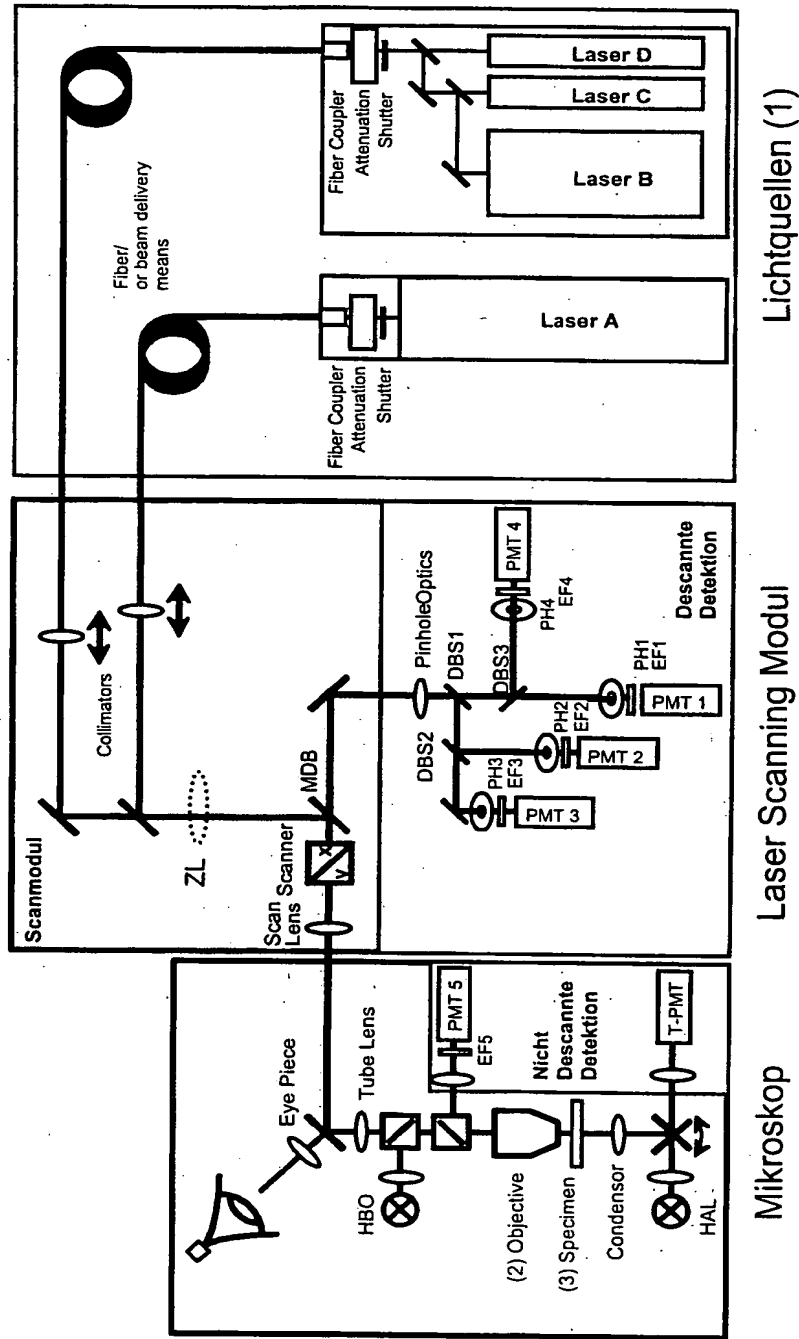 Lichtquellen (1)
Laser D
Laser C
Laser B
Fiber Coupler
Attenuation
Shutter
Laser A
Fiber Coupler
Attenuation
Shutter
Fiber/
or beam delivery
means
Laser Scanning Modul
Scanmodul
Collimators
ZL
MDB
Scanner
x
y
Scan
Lens
PinholeOptics
DBS1
DBS2
DBS3
PMT 4
PH4
EF4
PH1
EF1
PMT 1
PH2
EF2
PMT 2
PH3
EF3
PMT 3
Descannte
Detektion
Mikroskop
Eye Piece
Tube Lens
HBO
PMT 5
EF5
Nicht
Descannte
Detektion
(2) Objective
(3) Specimen
Condensor
HAL
T-PMT